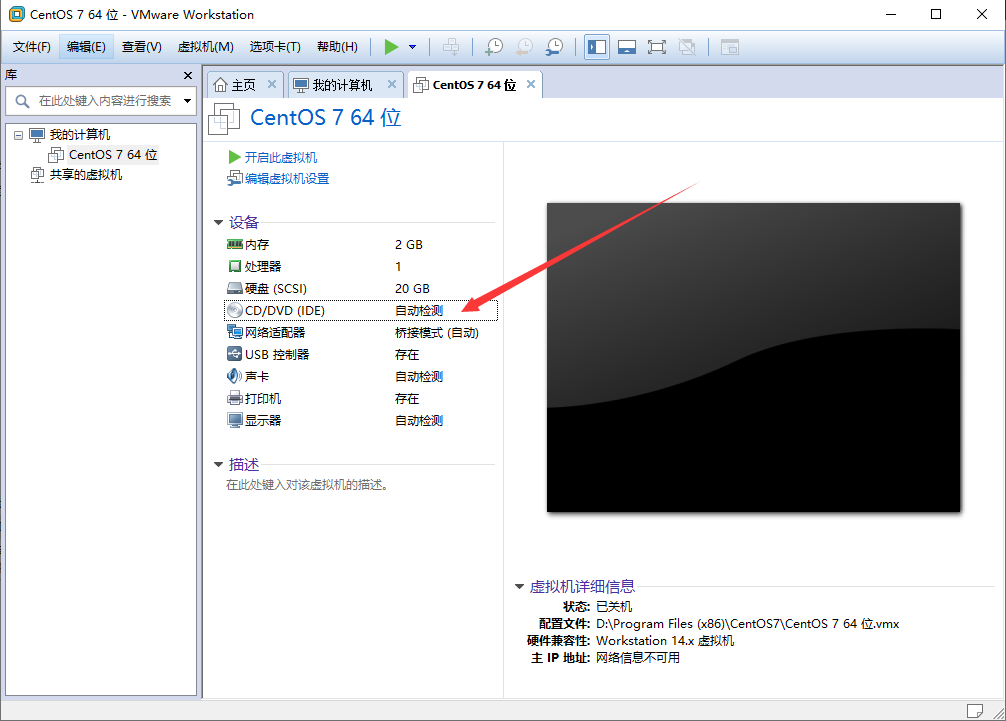 CentOS 7 64 位 - VMware Workstation
文件(F) 编辑(E) 查看(V) 虚拟机(M) 选项卡(T) 帮助(H)
库
在此处键入内容进行搜索
我的计算机
CentOS 7 64 位
共享的虚拟机
主页 我的计算机 CentOS 7 64 位
CentOS 7 64 位
开启此虚拟机
编辑虚拟机设置
设备
内存 2 GB
处理器 1
硬盘 (SCSI) 20 GB
CD/DVD (IDE) 自动检测
网络适配器 桥接模式 (自动)
USB 控制器 存在
声卡 自动检测
打印机 存在
显示器 自动检测
描述
在此处键入对该虚拟机的描述。
虚拟机详细信息
状态: 已关机
配置文件: D:\Program Files (x86)\CentOS7\CentOS 7 64 位.vmx
硬件兼容性: Workstation 14.x 虚拟机
主 IP 地址: 网络信息不可用